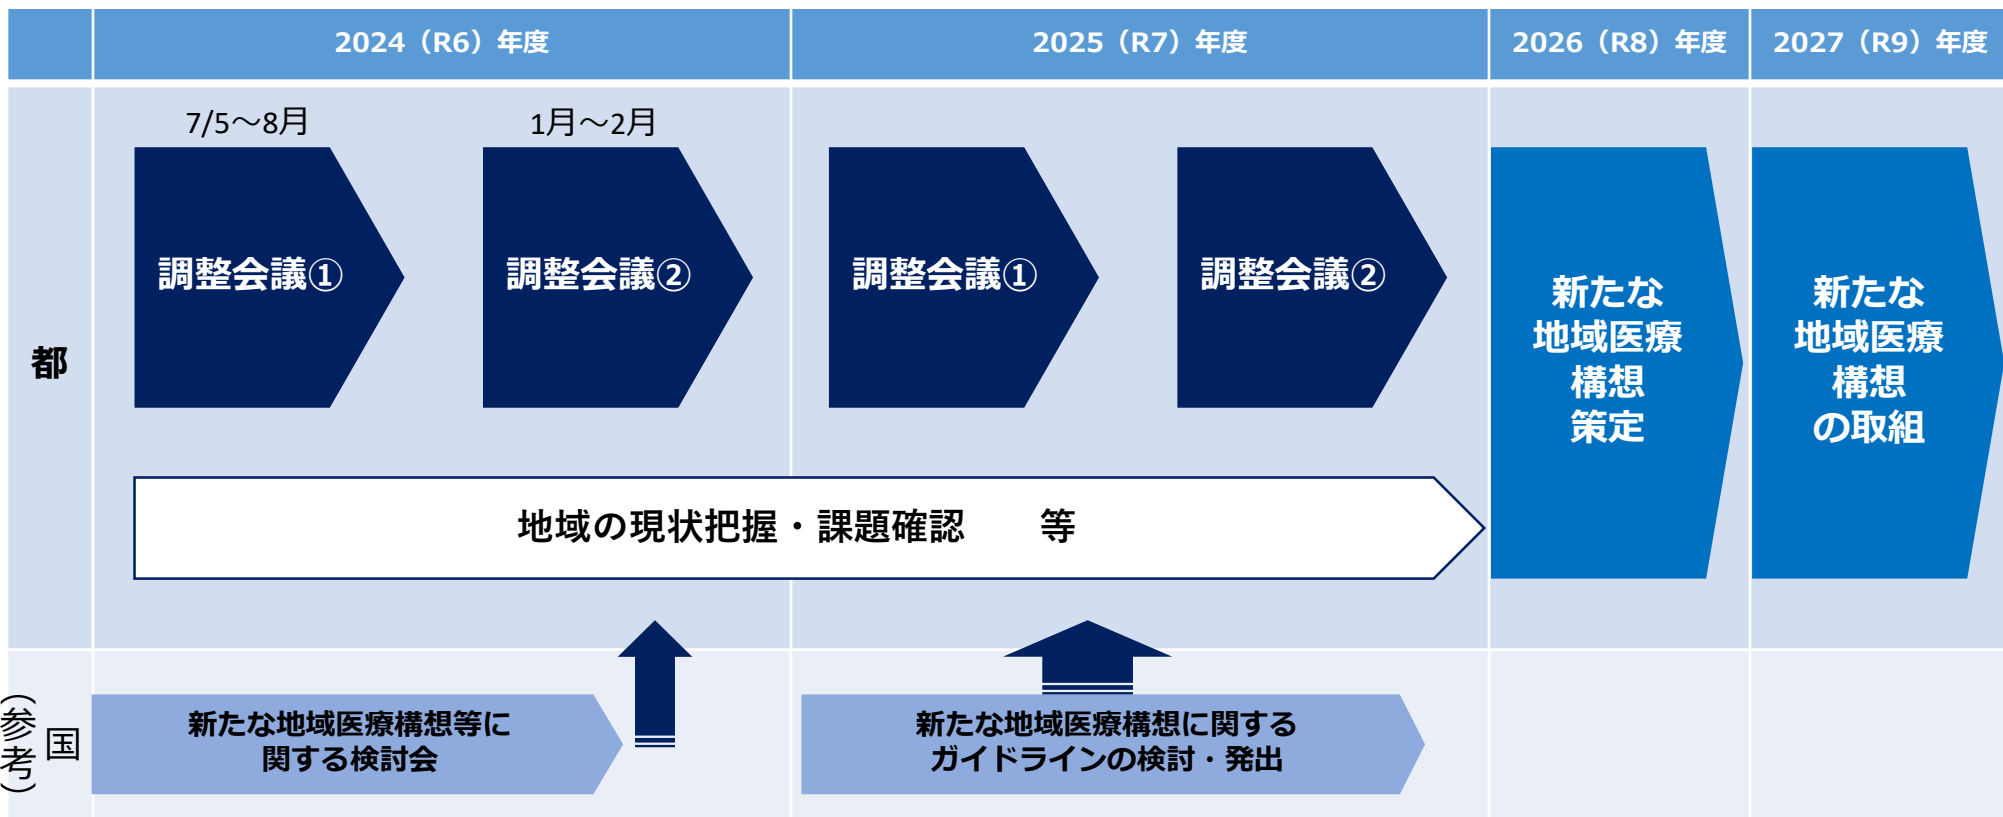 2024（R6）年度
2025（R7）年度
2026（R8）年度
2027（R9）年度
都
7/5～8月
1月～2月
調整会議①
調整会議②
調整会議①
調整会議②
新たな
地域医療
構想
策定
新たな
地域医療
構想
の取組
地域の現状把握・課題確認　　等
国
（参考）
新たな地域医療構想等に
関する検討会
新たな地域医療構想に関する
ガイドラインの検討・発出